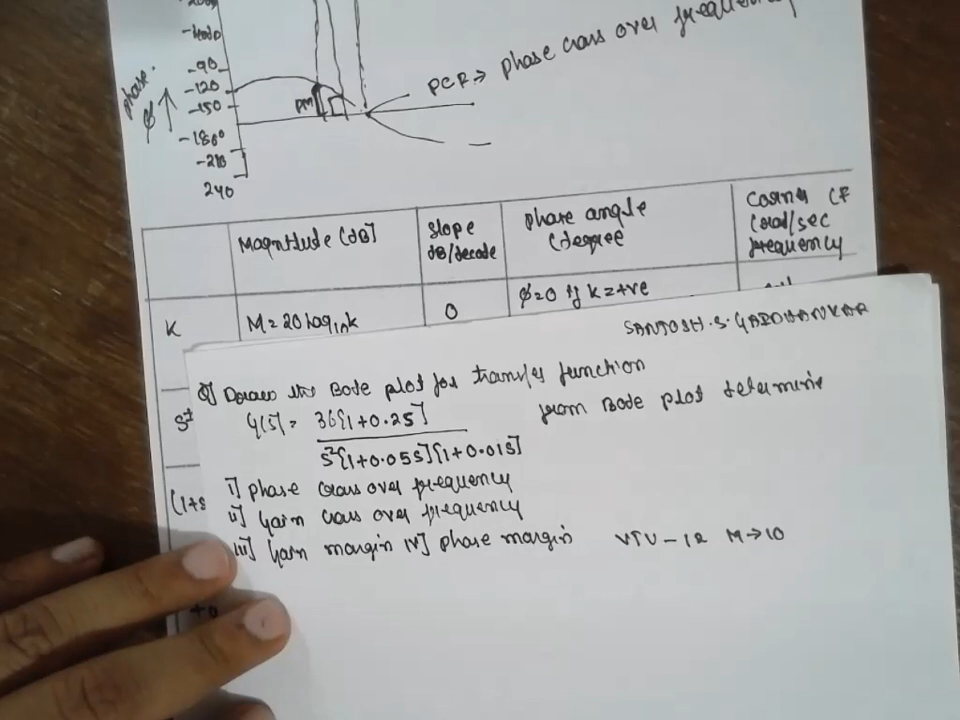 -4000
-90
-120
-150
-180°
-210
240
phase.
φ
PM
PCF → phase cross over frequency
Magnitude [dB]
Slope
dB/decade
phase angle
(degree
CF
(rad/sec
frequency
K
M = 20 log10 k
0
φ=0 if k=+ve
SANTOSH.S.GAIDHANKAR
Q] Draw the Bode plot for transfer function
G(s) = 36[1+0.2s] from Bode plot determine
s²[1+0.05s][1+0.01s]
(1+s
i] phase cross over frequency
ii] Gain cross over frequency
iii] Gain margin iv] phase margin VTU - 12 M→10